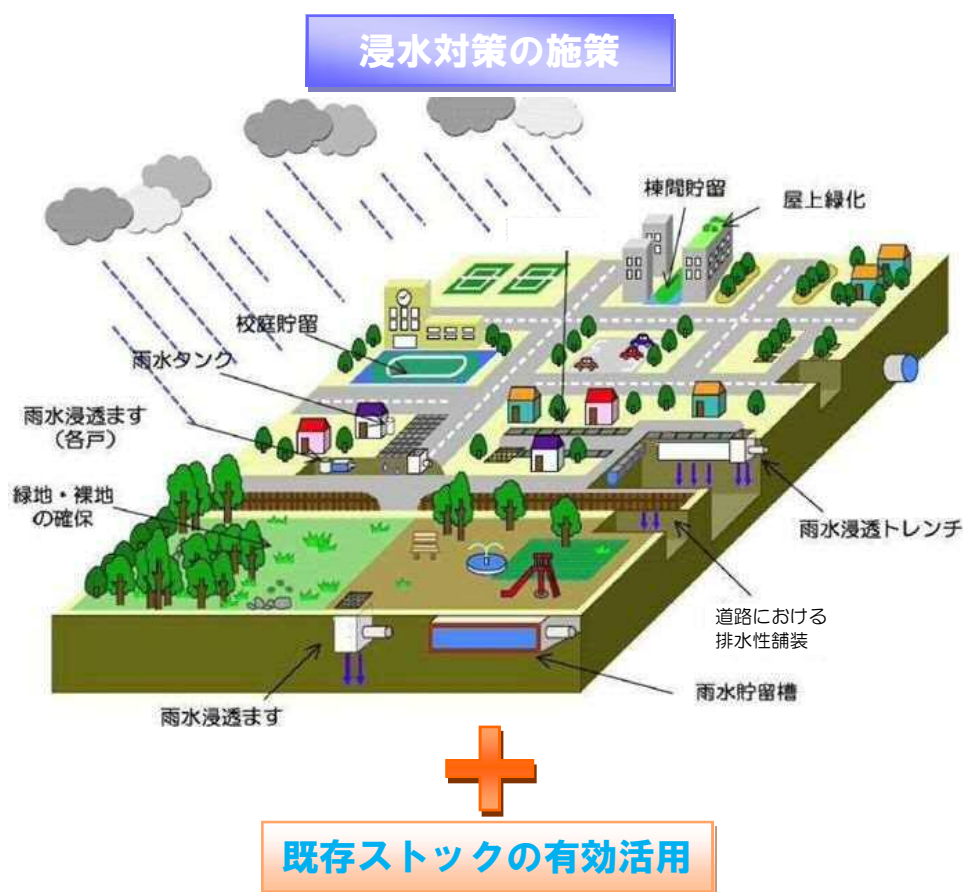 浸水対策の施策
棟間貯留
屋上緑化
校庭貯留
雨水タンク
雨水浸透ます
(各戸)
緑地・裸地
の確保
雨水浸透トレンチ
道路における
排水性舗装
雨水貯留槽
雨水浸透ます
既存ストックの有効活用